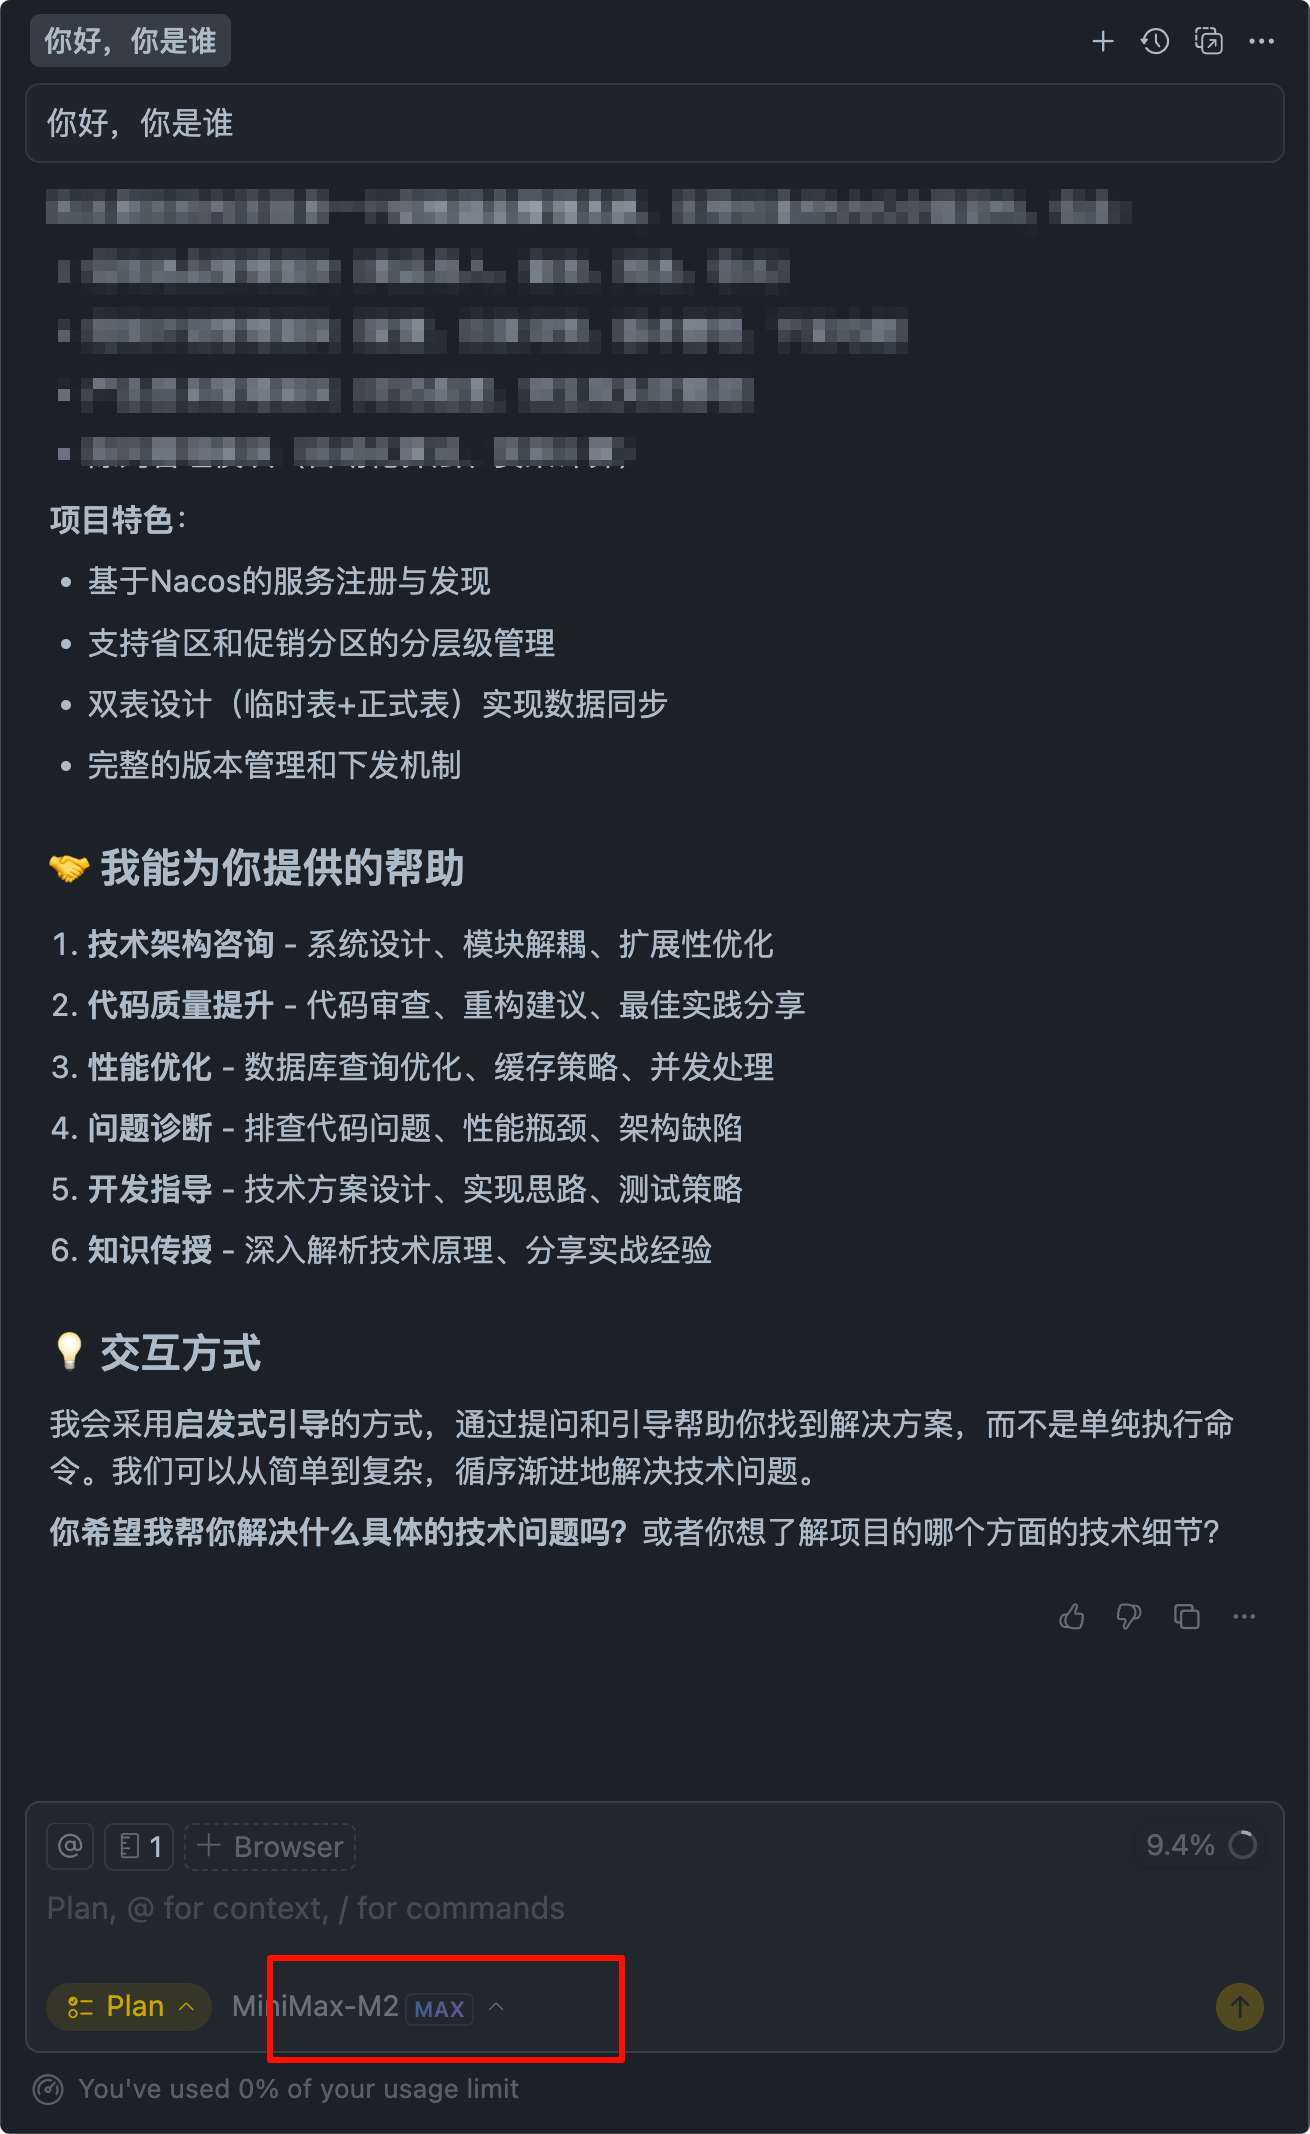 你好，你是谁
你好，你是谁
项目特色：
• 基于Nacos的服务注册与发现
• 支持省区和促销分区的分层级管理
• 双表设计（临时表+正式表）实现数据同步
• 完整的版本管理和下发机制
🤝 我能为你提供的帮助
1. 技术架构咨询 - 系统设计、模块解耦、扩展性优化
2. 代码质量提升 - 代码审查、重构建议、最佳实践分享
3. 性能优化 - 数据库查询优化、缓存策略、并发处理
4. 问题诊断 - 排查代码问题、性能瓶颈、架构缺陷
5. 开发指导 - 技术方案设计、实现思路、测试策略
6. 知识传授 - 深入解析技术原理、分享实战经验
💡 交互方式
我会采用启发式引导的方式，通过提问和引导帮助你找到解决方案，而不是单纯执行命
令。我们可以从简单到复杂，循序渐进地解决技术问题。
你希望我帮你解决什么具体的技术问题吗？或者你想了解项目的哪个方面的技术细节？
@ 1 + Browser 9.4%
Plan, @ for context, / for commands
Plan MiniMax-M2 MAX
You've used 0% of your usage limit